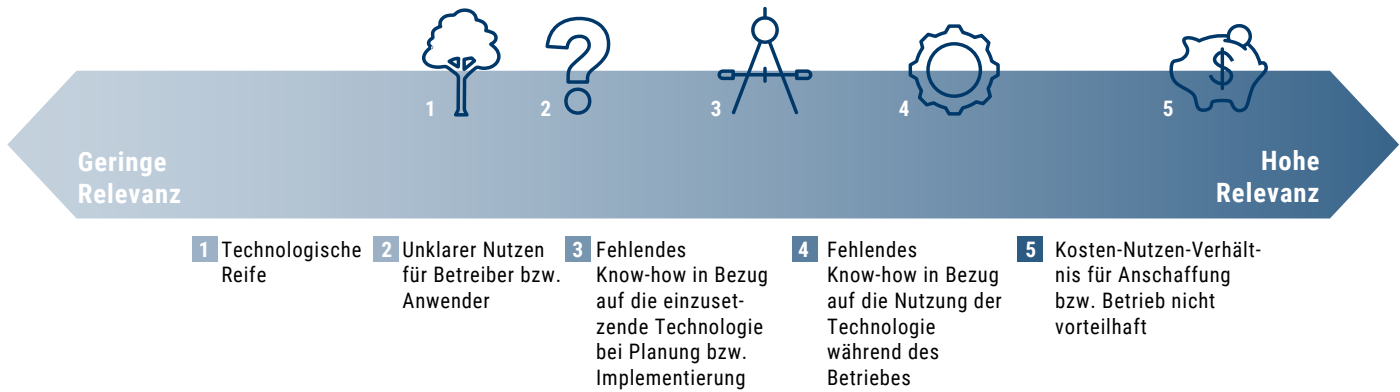 1
2
3
4
5
Geringe
Relevanz
Hohe
Relevanz
1 Technologische
Reife
2 Unklarer Nutzen
für Betreiber bzw.
Anwender
3 Fehlendes
Know-how in Bezug
auf die einzuset-
zende Technologie
bei Planung bzw.
Implementierung
4 Fehlendes
Know-how in Bezug
auf die Nutzung der
Technologie
während des
Betriebes
5 Kosten-Nutzen-Verhält-
nis für Anschaffung
bzw. Betrieb nicht
vorteilhaft